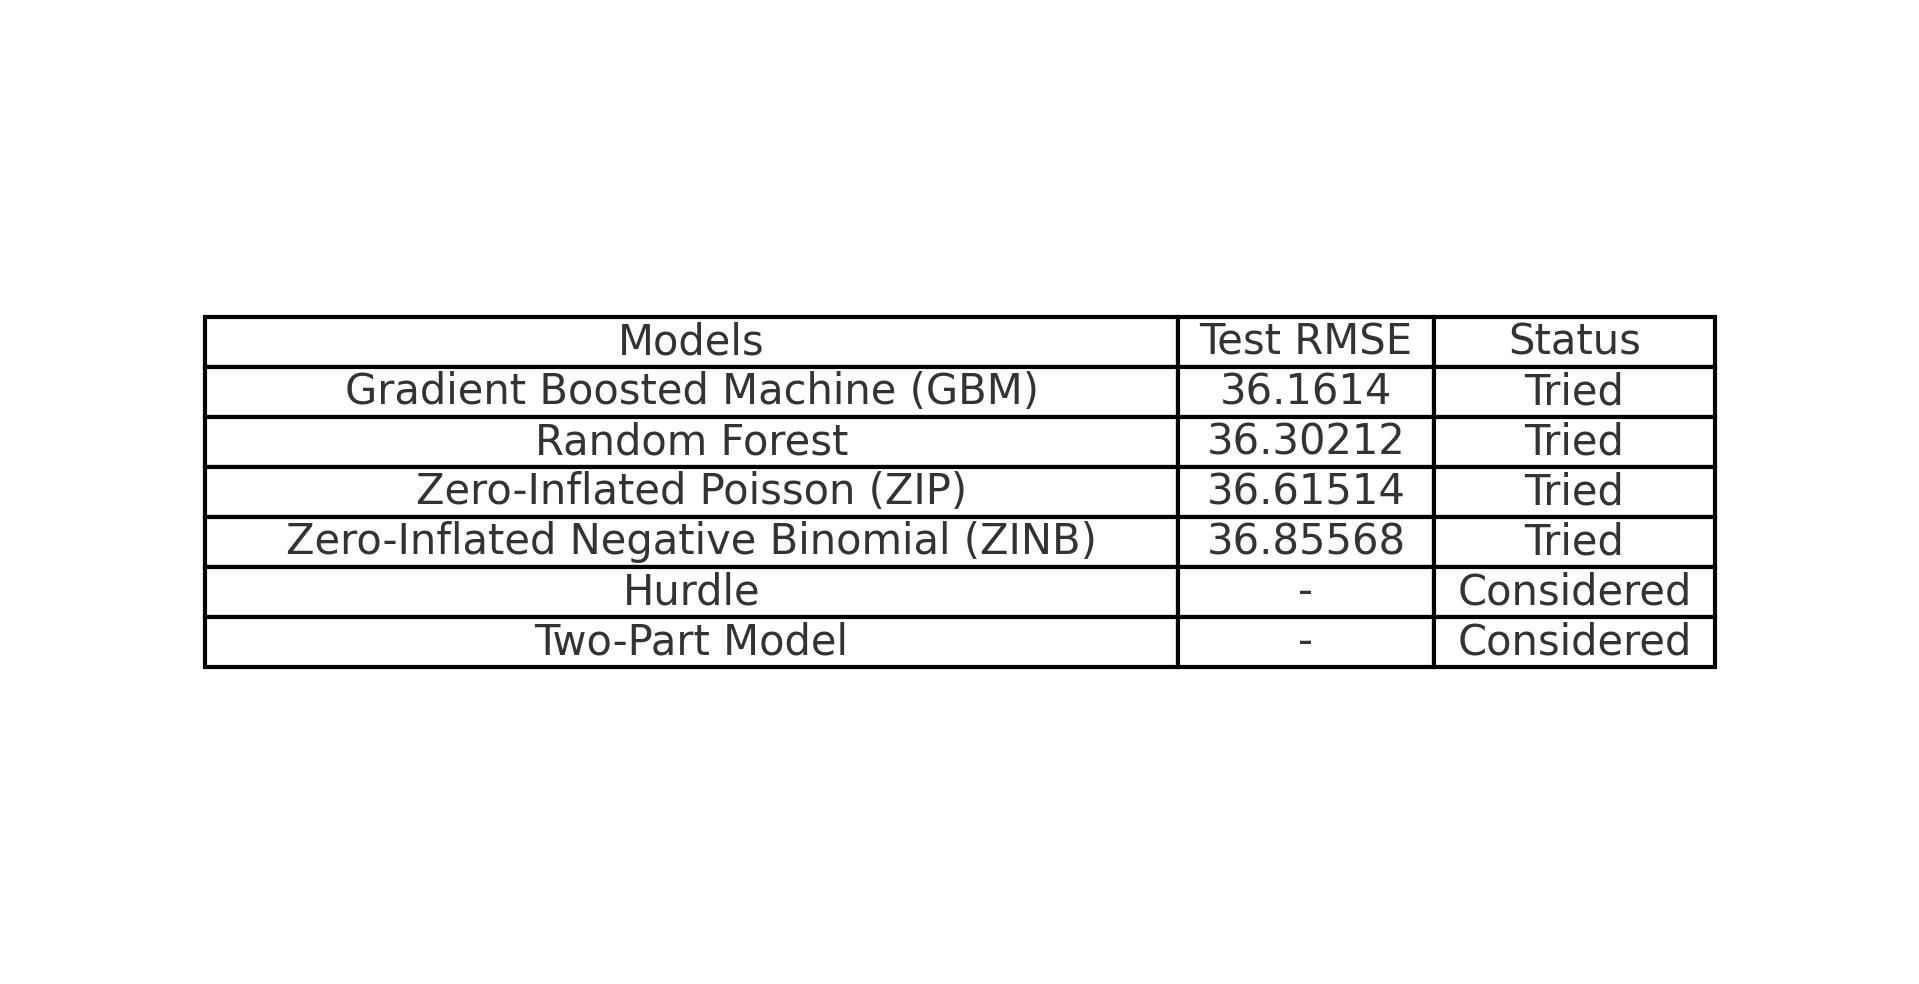 Models Test RMSE Status
Gradient Boosted Machine (GBM) 36.1614 Tried
Random Forest 36.30212 Tried
Zero-Inflated Poisson (ZIP) 36.61514 Tried
Zero-Inflated Negative Binomial (ZINB) 36.85568 Tried
Hurdle - Considered
Two-Part Model - Considered